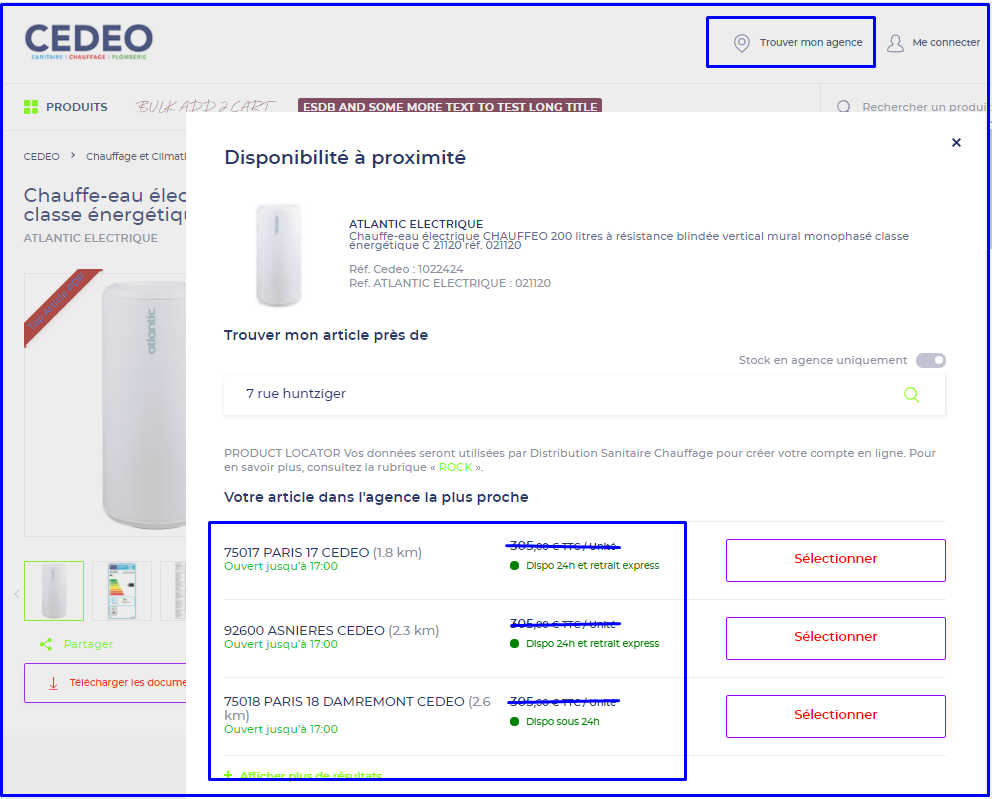 CEDEO
SANITAIRE | CHAUFFAGE | PLOMBERIE
Trouver mon agence
Me connecter
PRODUITS
BULK ADD 2 CART
ESDB AND SOME MORE TEXT TO TEST LONG TITLE
Rechercher un produi
CEDEO > Chauffage et Climati
Chauffe-eau élec
classe énergétiqu
ATLANTIC ELECTRIQUE
Top Article POP
atlantic
Partager
Télécharger les docume
Disponibilité à proximité
×
ATLANTIC ELECTRIQUE
Chauffe-eau électrique CHAUFFEO 200 litres à résistance blindée vertical mural monophasé classe
énergétique C 21120 réf. 021120
Réf. Cedeo : 1022424
Ref. ATLANTIC ELECTRIQUE : 021120
Trouver mon article près de
Stock en agence uniquement
7 rue huntziger
PRODUCT LOCATOR Vos données seront utilisées par Distribution Sanitaire Chauffage pour créer votre compte en ligne. Pour
en savoir plus, consultez la rubrique « ROCK ».
Votre article dans l'agence la plus proche
75017 PARIS 17 CEDEO (1.8 km)
Ouvert jusqu'à 17:00
305,00 € TTC / Unité
Dispo 24h et retrait express
Sélectionner
92600 ASNIERES CEDEO (2.3 km)
Ouvert jusqu'à 17:00
305,00 € TTC / Unité
Dispo 24h et retrait express
Sélectionner
75018 PARIS 18 DAMREMONT CEDEO (2.6
km)
Ouvert jusqu'à 17:00
305,00 € TTC / Unité
Dispo sous 24h
Sélectionner
+ Afficher plus de résultats